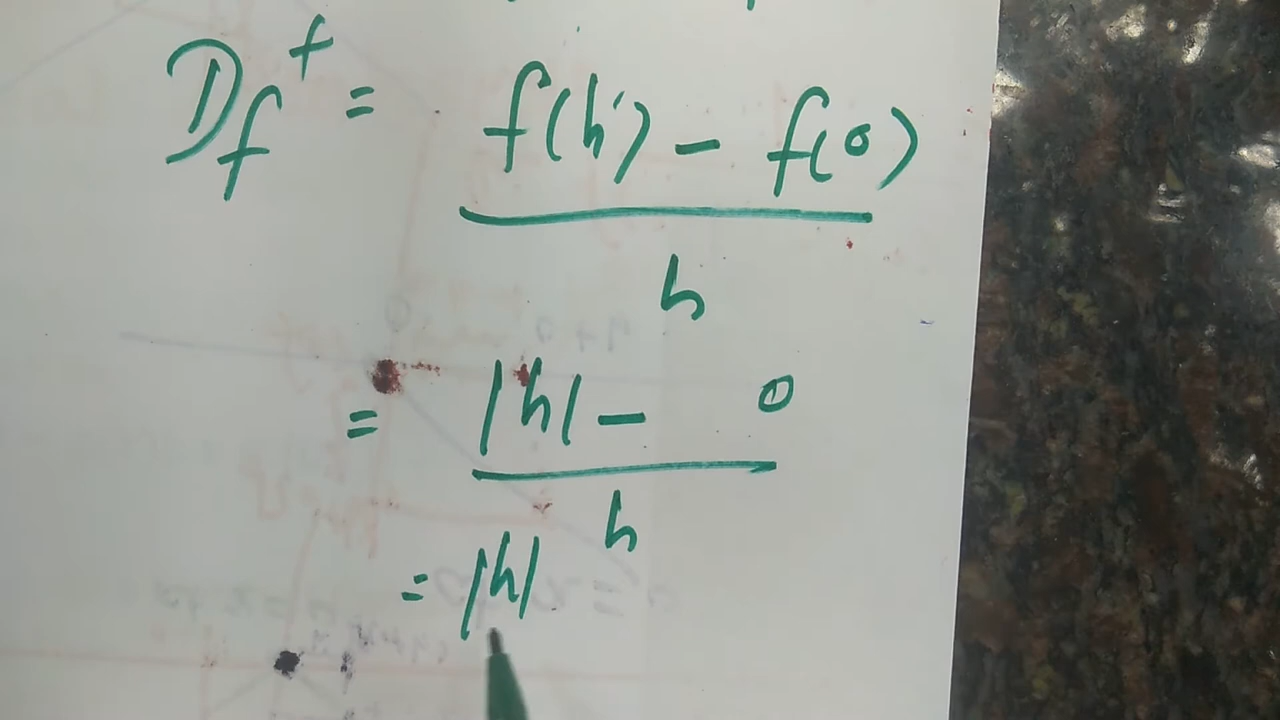 Df⁺ = f(h) - f(0)
h
= |h| - 0
h
= |h|